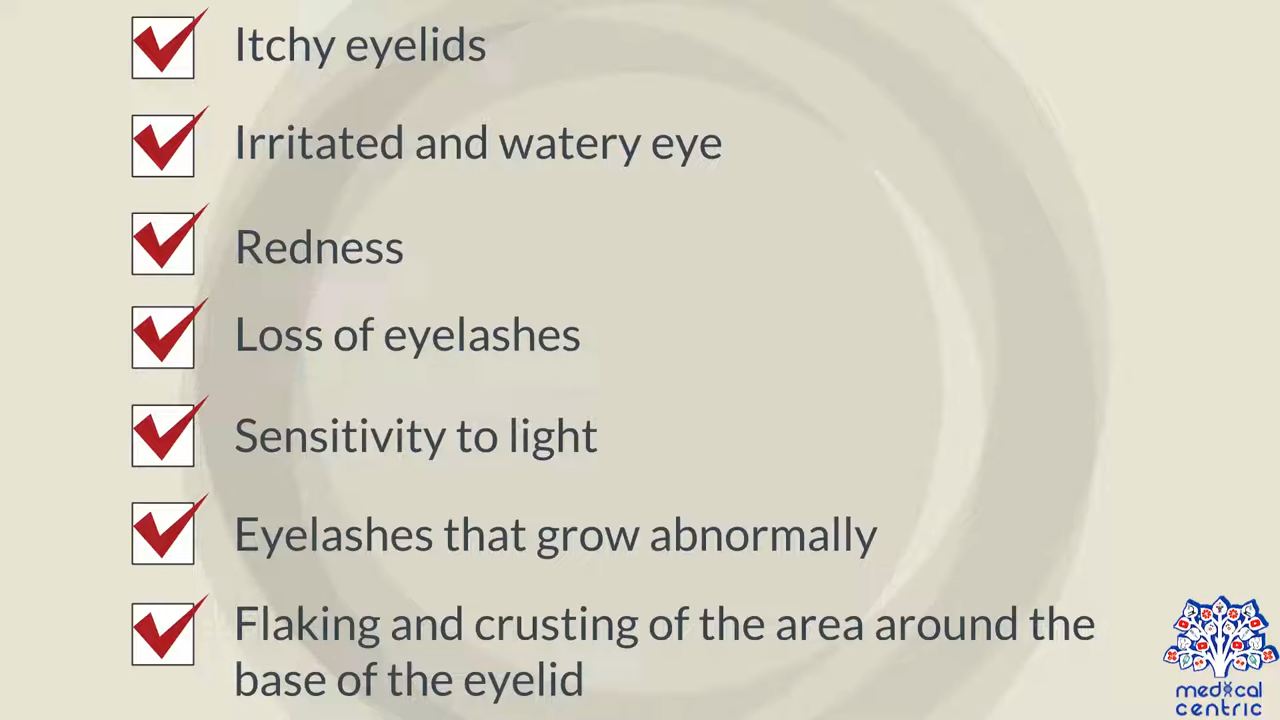 Itchy eyelids
Irritated and watery eye
Redness
Loss of eyelashes
Sensitivity to light
Eyelashes that grow abnormally
Flaking and crusting of the area around the
base of the eyelid
medical
centric